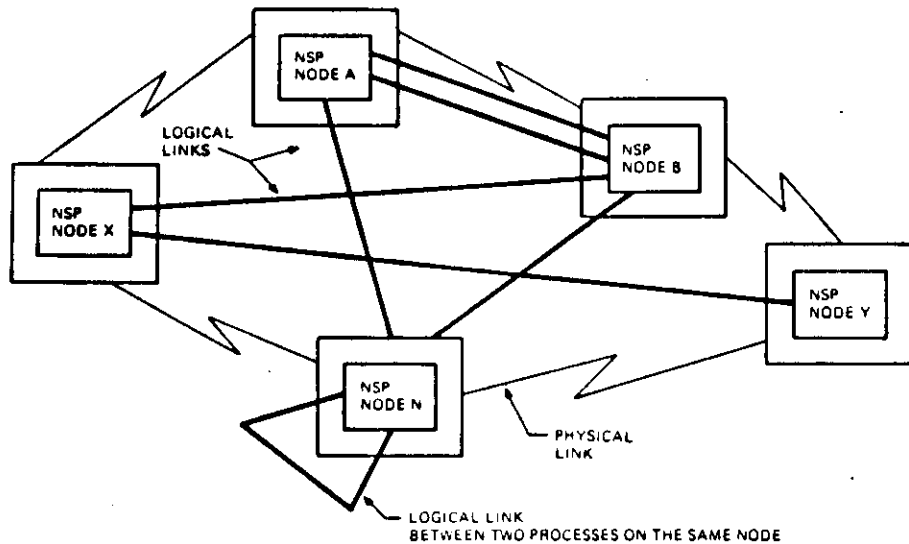 NSP
NODE A
NSP
NODE B
LOGICAL
LINKS
NSP
NODE X
NSP
NODE Y
NSP
NODE N
PHYSICAL
LINK
LOGICAL LINK
BETWEEN TWO PROCESSES ON THE SAME NODE